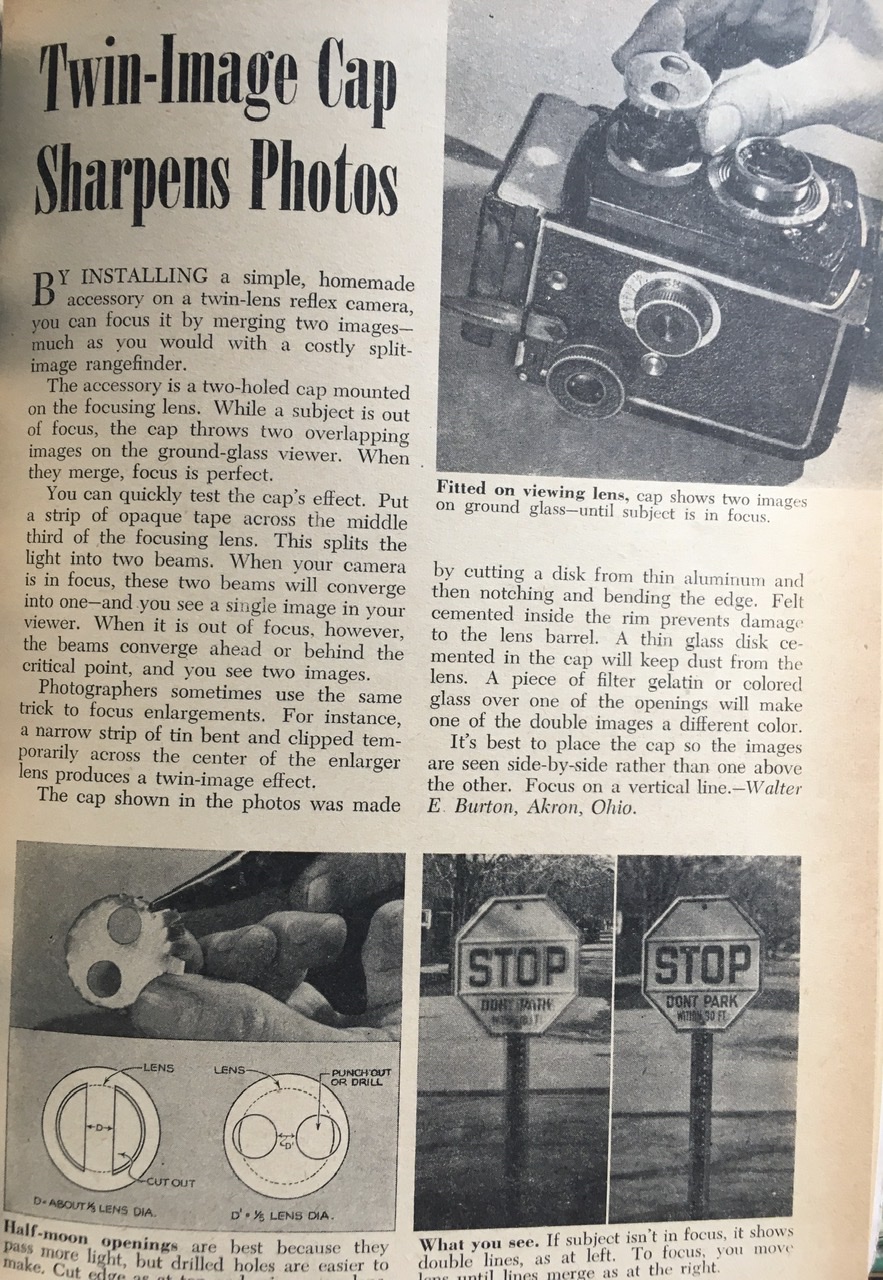 Twin-Image Cap
Sharpens Photos
BY INSTALLING a simple, homemade
accessory on a twin-lens reflex camera,
you can focus it by merging two images—
much as you would with a costly split-
image rangefinder.
The accessory is a two-holed cap mounted
on the focusing lens. While a subject is out
of focus, the cap throws two overlapping
images on the ground-glass viewer. When
they merge, focus is perfect.
You can quickly test the cap's effect. Put
a strip of opaque tape across the middle
third of the focusing lens. This splits the
light into two beams. When your camera
is in focus, these two beams will converge
into one—and you see a single image in your
viewer. When it is out of focus, however,
the beams converge ahead or behind the
critical point, and you see two images.
Photographers sometimes use the same
trick to focus enlargements. For instance,
a narrow strip of tin bent and clipped tem-
porarily across the center of the enlarger
lens produces a twin-image effect.
The cap shown in the photos was made
Fitted on viewing lens, cap shows two images
on ground glass—until subject is in focus.
by cutting a disk from thin aluminum and
then notching and bending the edge. Felt
cemented inside the rim prevents damage
to the lens barrel. A thin glass disk ce-
mented in the cap will keep dust from the
lens. A piece of filter gelatin or colored
glass over one of the openings will make
one of the double images a different color.
It's best to place the cap so the images
are seen side-by-side rather than one above
the other. Focus on a vertical line.—Walter
E. Burton, Akron, Ohio.
LENS
D
CUT OUT
D= ABOUT ⅓ LENS DIA.
LENS
PUNCH OUT
OR DRILL
D'
D' = ⅓ LENS DIA.
STOP
DONT PARK
STOP
DONT PARK
WITHIN 30 FT.
Half-moon openings are best because they
pass more light, but drilled holes are easier to
make. Cut edge as at top
What you see. If subject isn't in focus, it shows
double lines, as at left. To focus, you move
lens until lines merge as at the right.